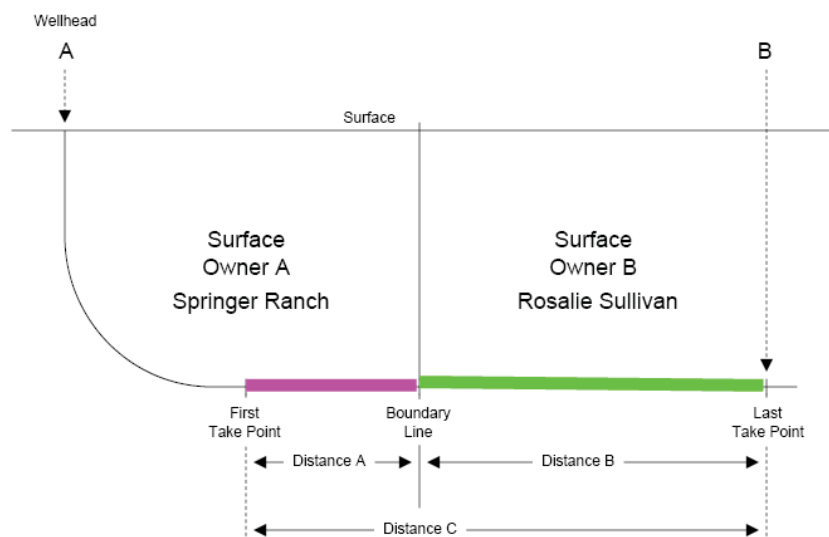 Wellhead
A
B
Surface
Surface
Owner A
Springer Ranch
Surface
Owner B
Rosalie Sullivan
First
Take Point
Boundary
Line
Last
Take Point
Distance A
Distance B
Distance C